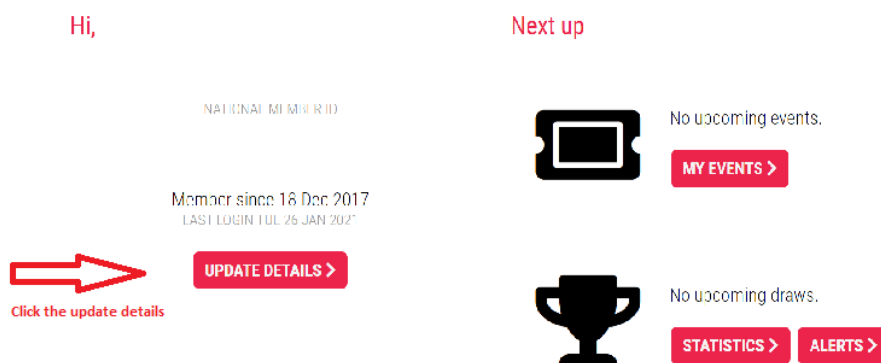 Hi,
NATIONAL MEMBER ID
Member since 18 Dec 2017
LAST LOGIN TUE 26 JAN 2021
UPDATE DETAILS >
Click the update details
Next up
No upcoming events.
MY EVENTS >
No upcoming draws.
STATISTICS >
ALERTS >